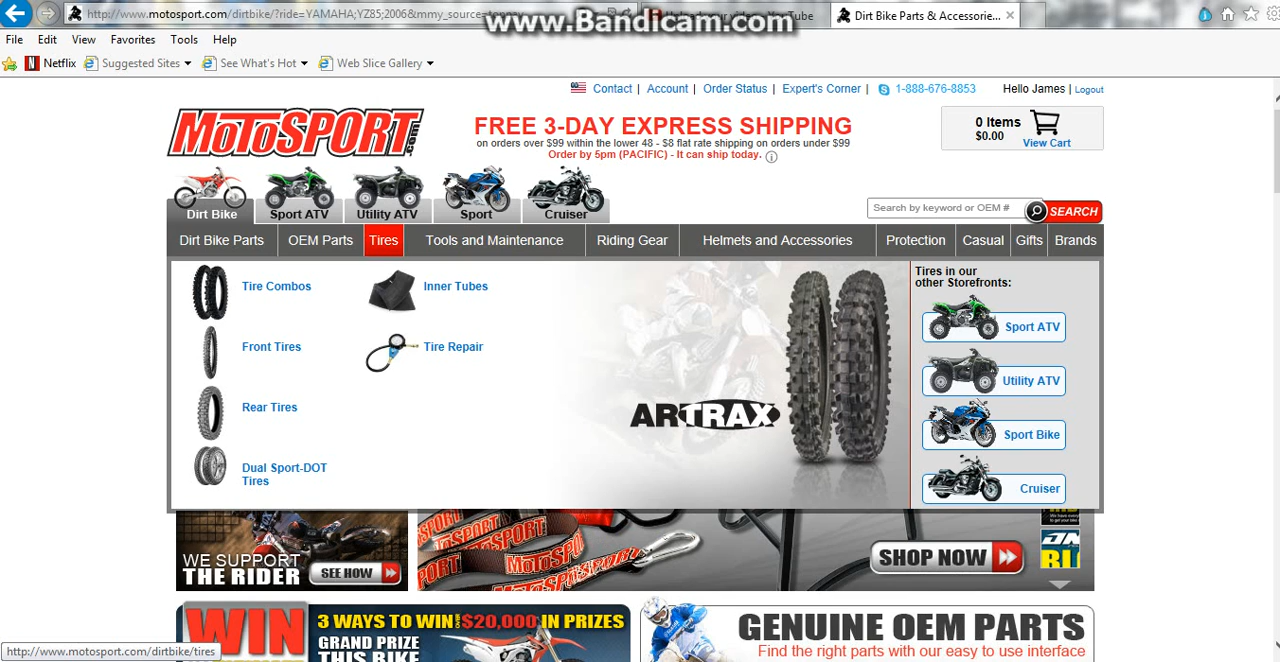 http://www.motosport.com/dirtbike/?ride=YAMAHA;YZ85;2006&mmy_source=
www.Bandicam.com
Dirt Bike Parts & Accessorie...
File Edit View Favorites Tools Help
Netflix Suggested Sites See What's Hot Web Slice Gallery
Contact | Account | Order Status | Expert's Corner | 1-888-676-8853 Hello James | Logout
MOTOSPORT.com
FREE 3-DAY EXPRESS SHIPPING
on orders over $99 within the lower 48 - $8 flat rate shipping on orders under $99
Order by 5pm (PACIFIC) - It can ship today.
0 Items
$0.00
View Cart
Dirt Bike Sport ATV Utility ATV Sport Cruiser
Search by keyword or OEM # SEARCH
Dirt Bike Parts OEM Parts Tires Tools and Maintenance Riding Gear Helmets and Accessories Protection Casual Gifts Brands
Tire Combos
Inner Tubes
Front Tires
Tire Repair
Rear Tires
Dual Sport-DOT
Tires
ARTRAX
Tires in our
other Storefronts:
Sport ATV
Utility ATV
Sport Bike
Cruiser
WE SUPPORT
THE RIDER
SEE HOW
MOTOSPORT
SHOP NOW
WIN
3 WAYS TO WIN OVER $20,000 IN PRIZES
GRAND PRIZE
THIS BIKE
GENUINE OEM PARTS
Find the right parts with our easy to use interface
http://www.motosport.com/dirtbike/tires